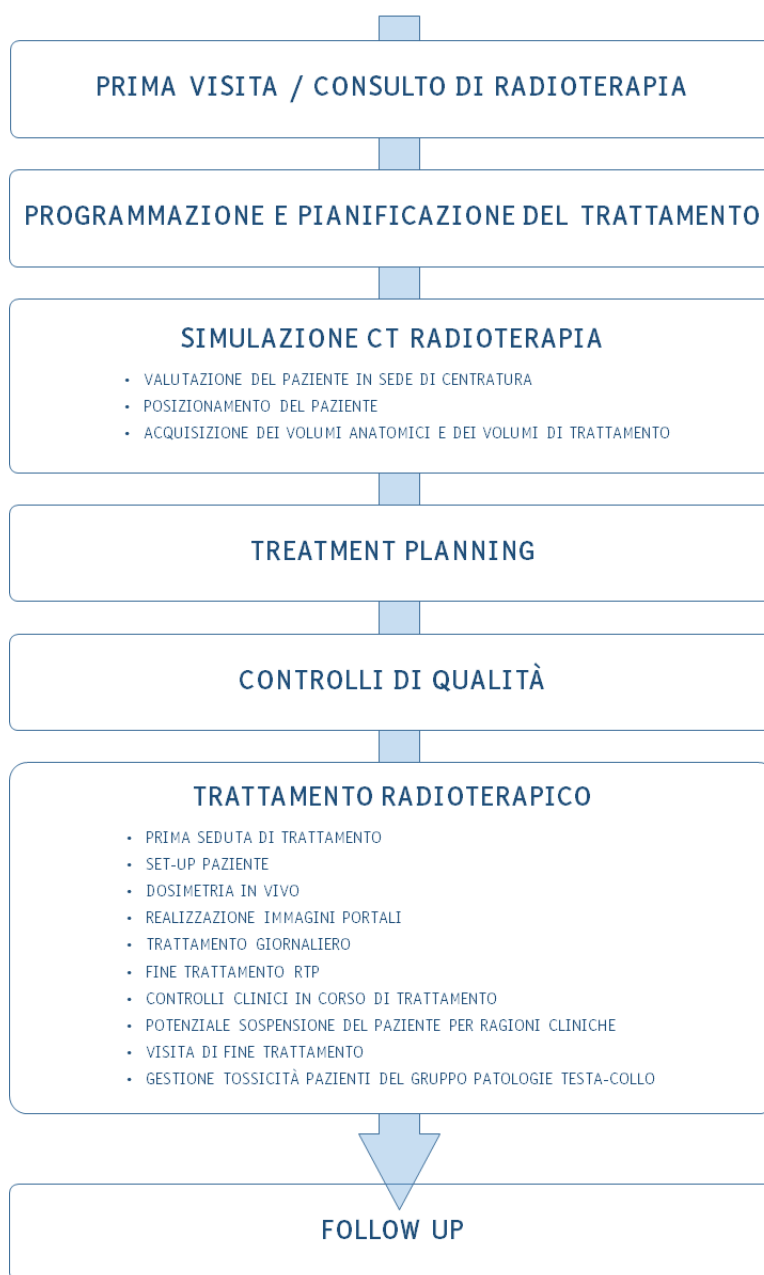 PRIMA VISITA / CONSULTO DI RADIOTERAPIA
PROGRAMMAZIONE E PIANIFICAZIONE DEL TRATTAMENTO
SIMULAZIONE CT RADIOTERAPIA
• VALUTAZIONE DEL PAZIENTE IN SEDE DI CENTRATURA
• POSIZIONAMENTO DEL PAZIENTE
• ACQUISIZIONE DEI VOLUMI ANATOMICI E DEI VOLUMI DI TRATTAMENTO
TREATMENT PLANNING
CONTROLLI DI QUALITÀ
TRATTAMENTO RADIOTERAPICO
• PRIMA SEDUTA DI TRATTAMENTO
• SET-UP PAZIENTE
• DOSIMETRIA IN VIVO
• REALIZZAZIONE IMMAGINI PORTALI
• TRATTAMENTO GIORNALIERO
• FINE TRATTAMENTO RTP
• CONTROLLI CLINICI IN CORSO DI TRATTAMENTO
• POTENZIALE SOSPENSIONE DEL PAZIENTE PER RAGIONI CLINICHE
• VISITA DI FINE TRATTAMENTO
• GESTIONE TOSSICITÀ PAZIENTI DEL GRUPPO PATOLOGIE TESTA-COLLO
FOLLOW UP